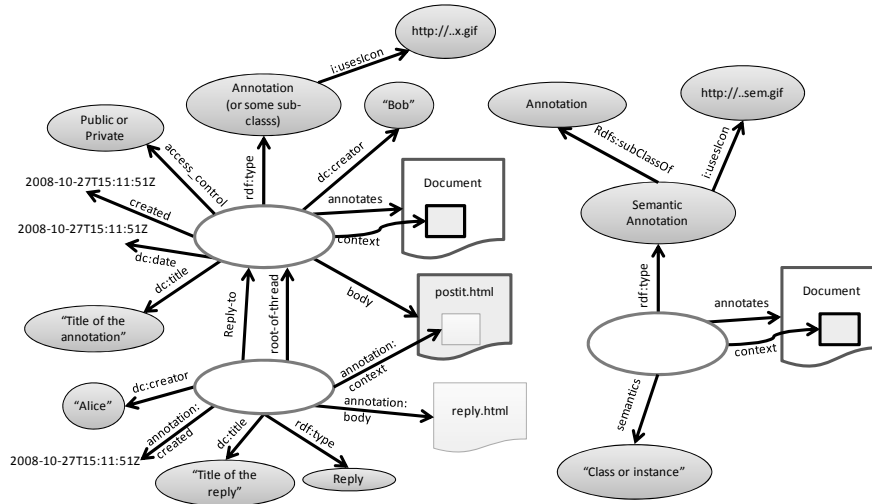 http://..x.gif
i:usesIcon
Annotation
(or some sub-
classs)
"Bob"
Public or
Private
access_control
rdf:type
dc:creator
2008-10-27T15:11:51Z
created
annotates
Document
context
2008-10-27T15:11:51Z
dc:date
dc:title
"Title of the
annotation"
Reply-to
root-of-thread
body
postit.html
annotation:
context
dc:creator
"Alice"
annotation:
created
annotation:
body
reply.html
2008-10-27T15:11:51Z
dc:title
rdf:type
"Title of the
reply"
Reply
Annotation
http://..sem.gif
Rdfs:subClassOf
i:usesIcon
Semantic
Annotation
rdf:type
annotates
Document
context
semantics
"Class or instance"